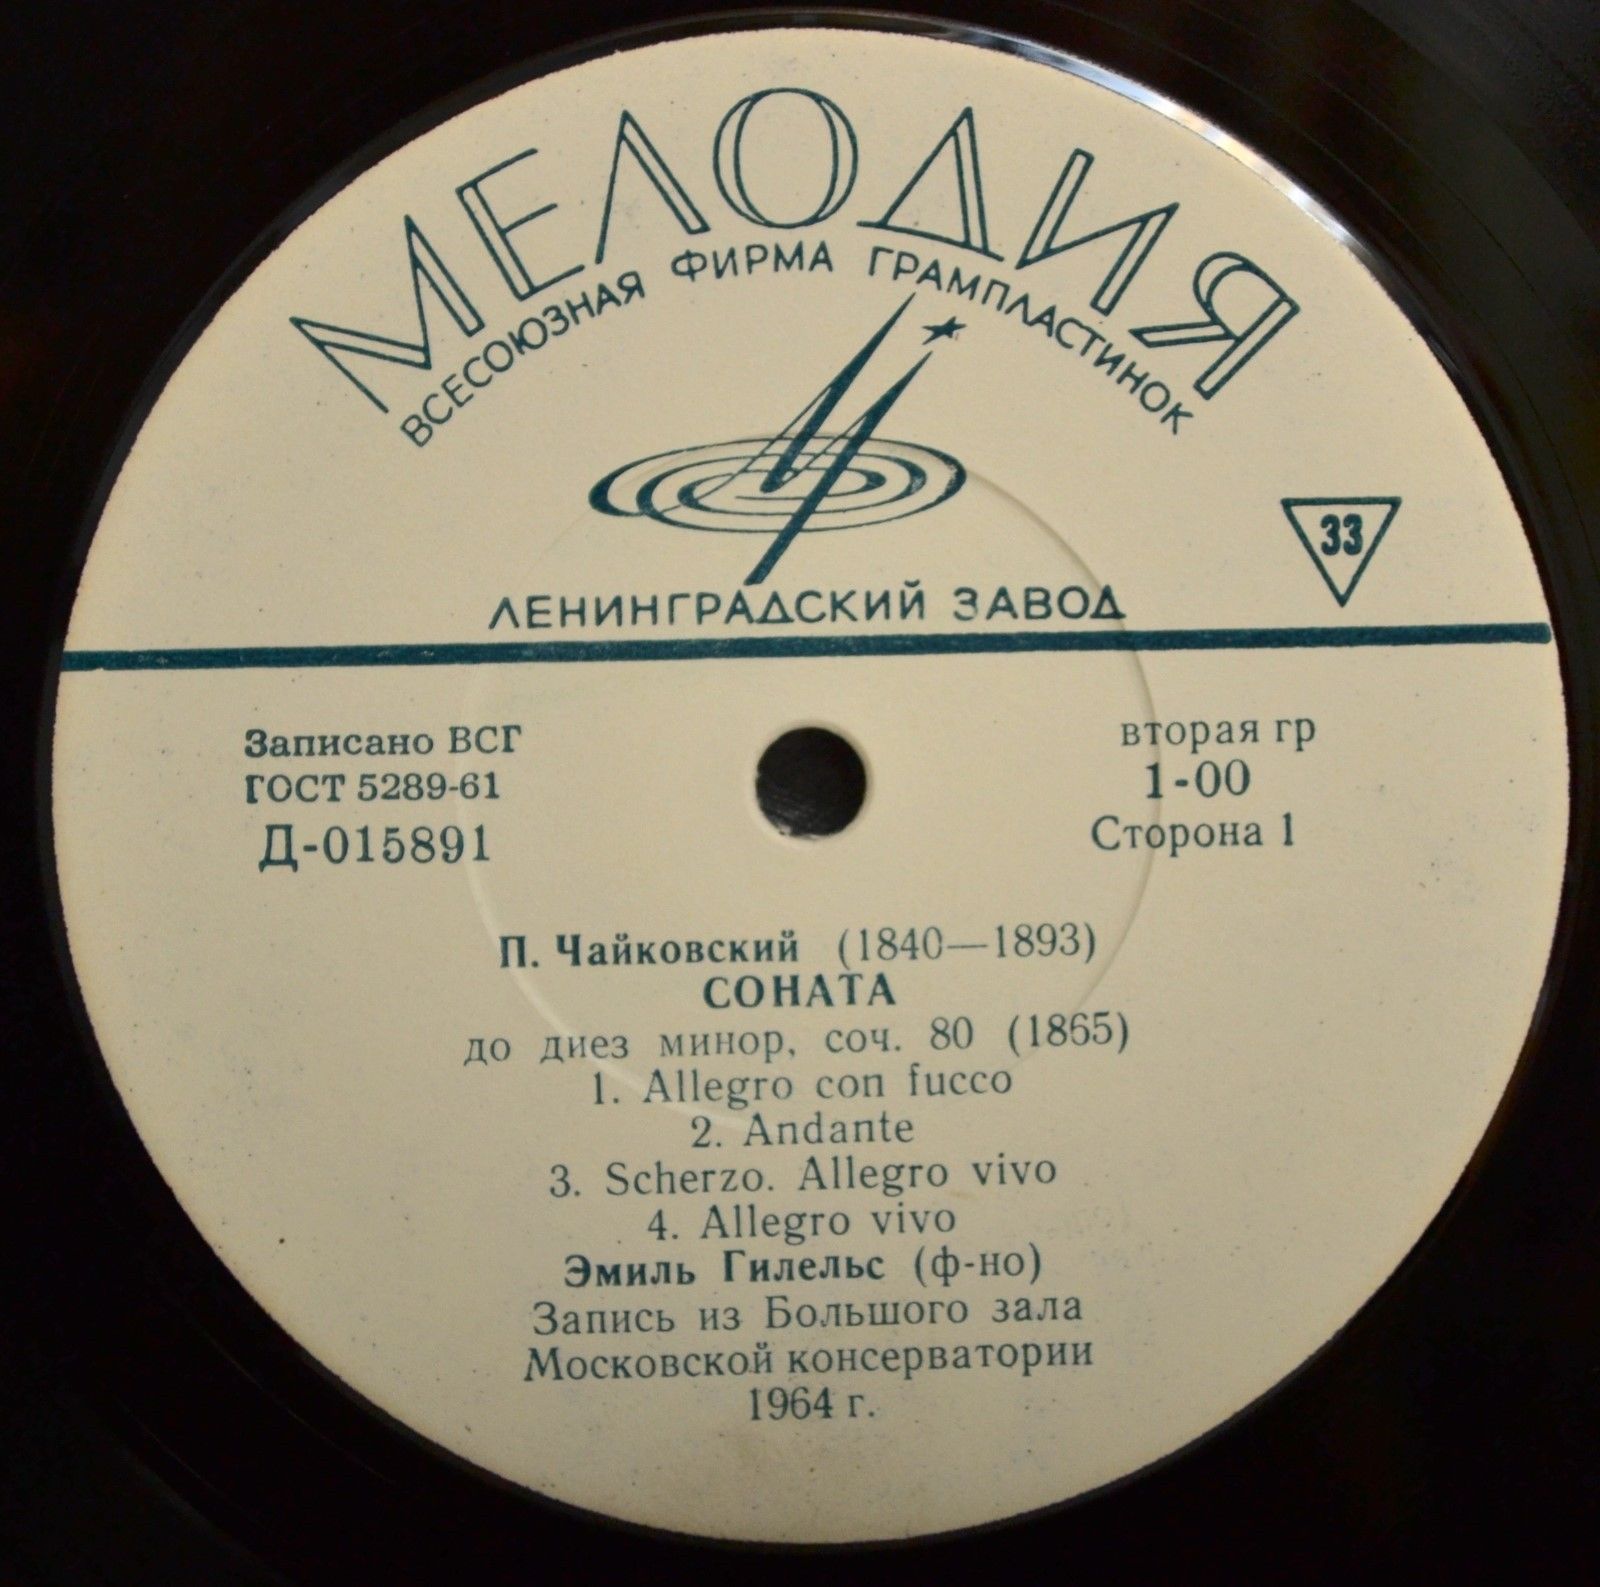 МЕЛОДИЯ
ВСЕСОЮЗНАЯ ФИРМА ГРАМПЛАСТИНОК
33
ЛЕНИНГРАДСКИЙ ЗАВОД
Записано ВСГ
ГОСТ 5289-61
Д-015891
вторая гр
1-00
Сторона 1
П. Чайковский (1840—1893)
СОНАТА
до диез минор, соч. 80 (1865)
1. Allegro con fucco
2. Andante
3. Scherzo. Allegro vivo
4. Allegro vivo
Эмиль Гилельс (ф-но)
Запись из Большого зала
Московской консерватории
1964 г.